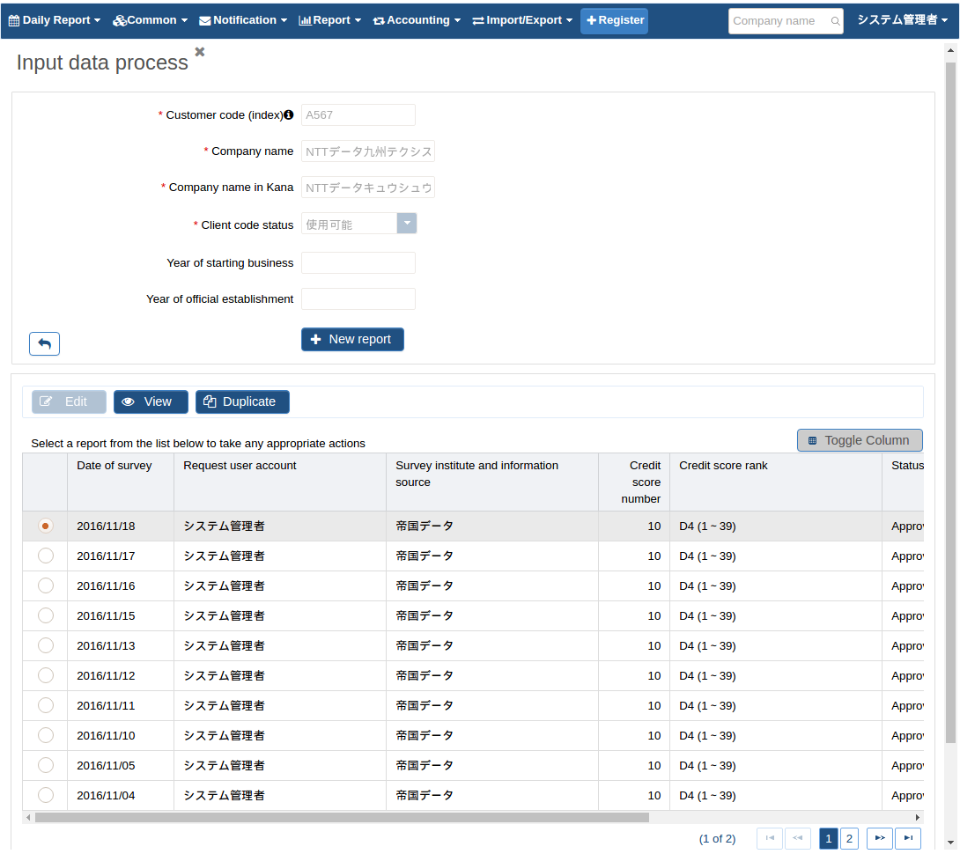 Daily Report Common Notification Report Accounting Import/Export Register Company name システム管理者
Input data process
* Customer code (index) A567
* Company name NTTデータ九州テクシス
* Company name in Kana NTTデータキュウシュウ
* Client code status 使用可能
Year of starting business
Year of official establishment
New report
Edit View Duplicate
Select a report from the list below to take any appropriate actions
Toggle Column
Date of survey Request user account Survey institute and information source Credit score number Credit score rank Status
2016/11/18 システム管理者 帝国データ 10 D4 (1 ~ 39) Approv
2016/11/17 システム管理者 帝国データ 10 D4 (1 ~ 39) Approv
2016/11/16 システム管理者 帝国データ 10 D4 (1 ~ 39) Approv
2016/11/15 システム管理者 帝国データ 10 D4 (1 ~ 39) Approv
2016/11/13 システム管理者 帝国データ 10 D4 (1 ~ 39) Approv
2016/11/12 システム管理者 帝国データ 10 D4 (1 ~ 39) Approv
2016/11/11 システム管理者 帝国データ 10 D4 (1 ~ 39) Approv
2016/11/10 システム管理者 帝国データ 10 D4 (1 ~ 39) Approv
2016/11/05 システム管理者 帝国データ 10 D4 (1 ~ 39) Approv
2016/11/04 システム管理者 帝国データ 10 D4 (1 ~ 39) Approv
(1 of 2) 1 2